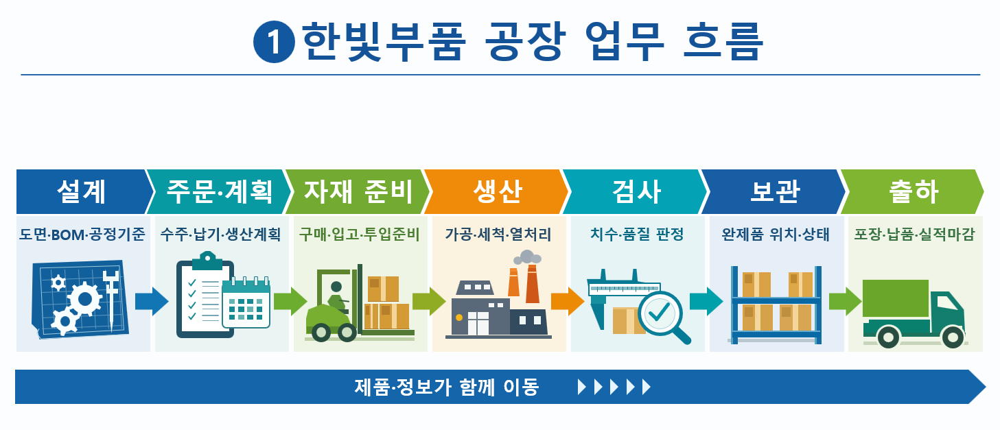 ❶한빛부품 공장 업무 흐름
설계
주문·계획
자재 준비
생산
검사
보관
출하
도면·BOM·공정기준
수주·납기·생산계획
구매·입고·투입준비
가공·세척·열처리
치수·품질 판정
완제품 위치·상태
포장·납품·실적마감
제품·정보가 함께 이동